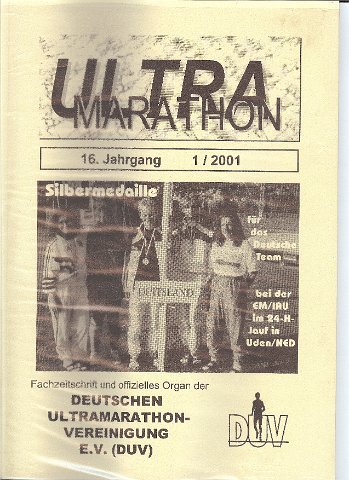 ULTRA
MARATHON
16. Jahrgang 1 / 2001
Silbermedaille
für
das
Deutsche
Team
bei der
EM/IAU
im 24-H-
Lauf in
Uden/NED
Fachzeitschrift und offizielles Organ der
DEUTSCHEN
ULTRAMARATHON-
VEREINIGUNG
E.V. (DUV)
DUV